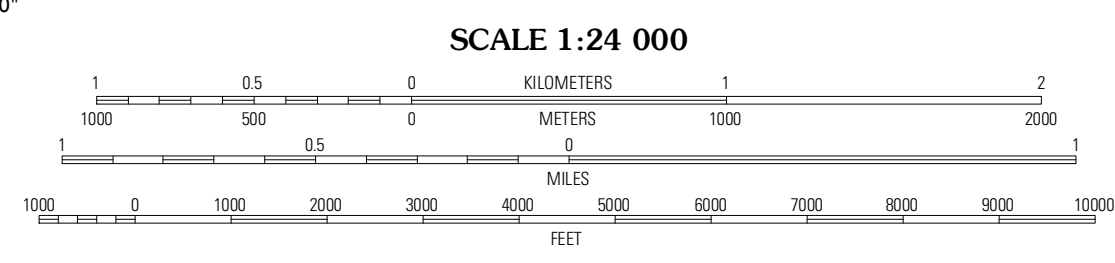 0"
SCALE 1:24 000
1 0.5 0 KILOMETERS 1 2
1000 500 0 METERS 1000 2000
1 0.5 0 1
MILES
1000 0 1000 2000 3000 4000 5000 6000 7000 8000 9000 10000
FEET